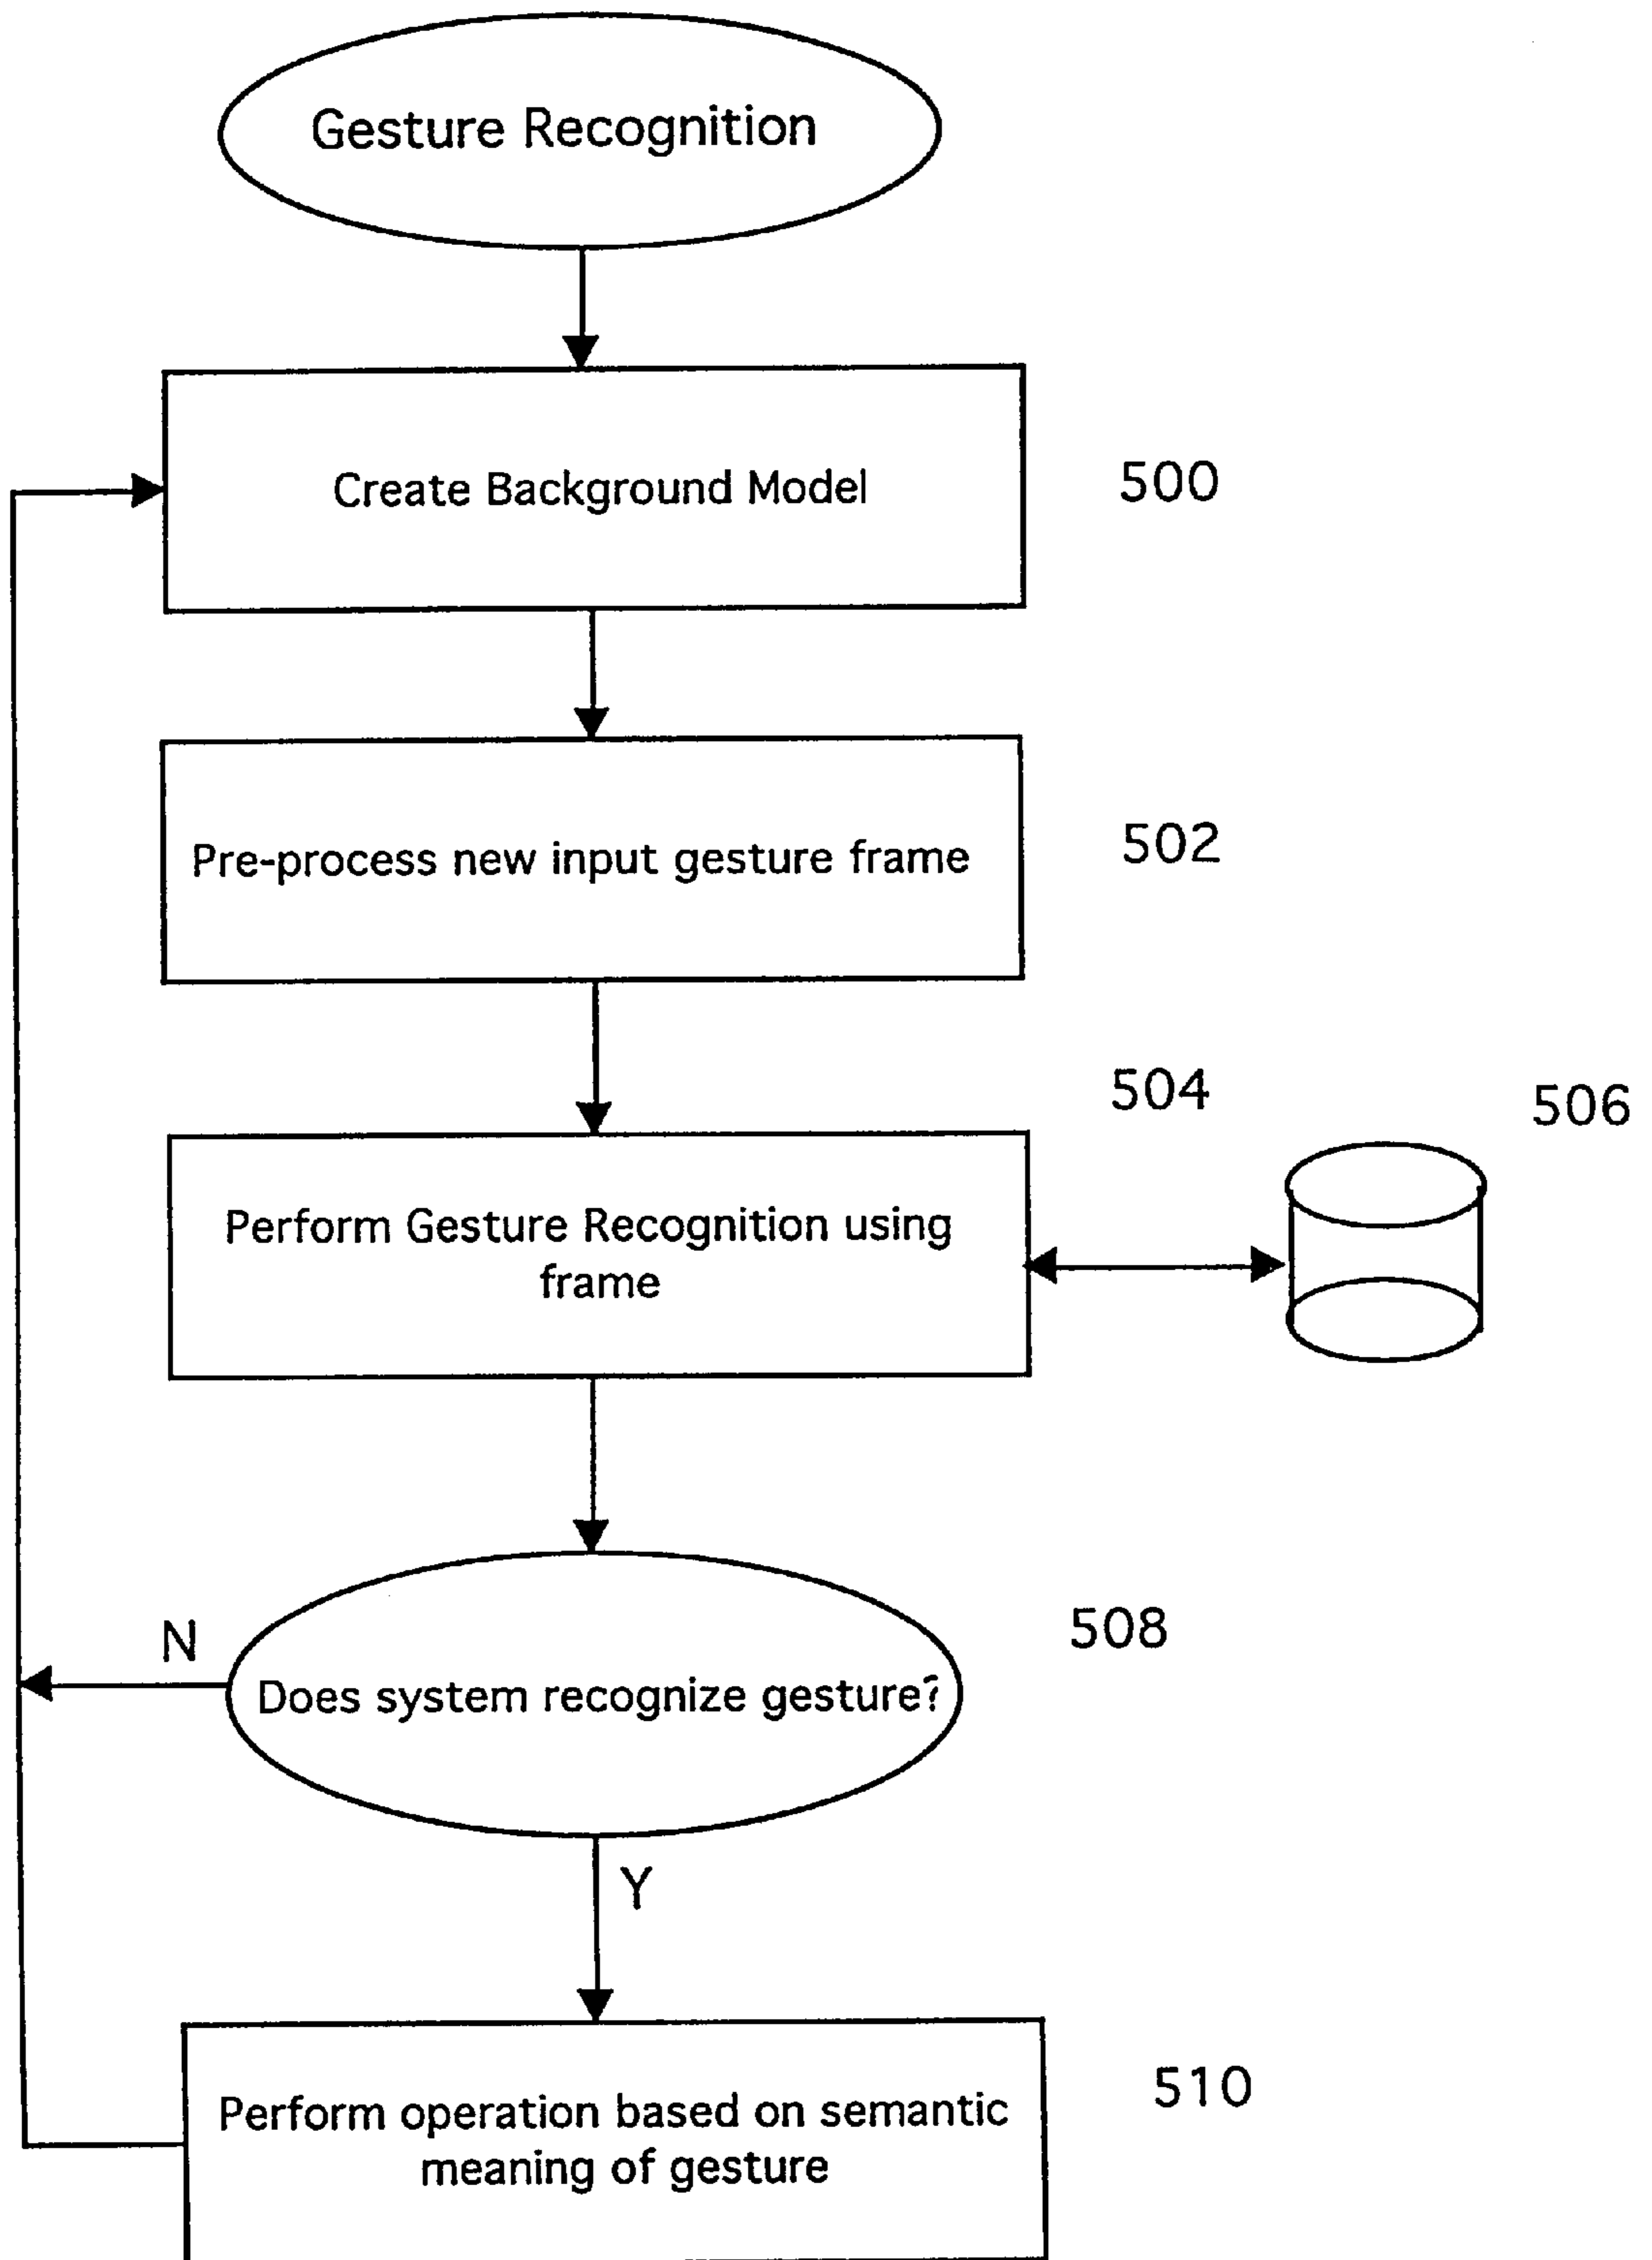 Gesture Recognition
Create Background Model
500
Pre-process new input gesture frame
502
504
506
Perform Gesture Recognition using
frame
508
N
Does system recognize gesture?
Y
510
Perform operation based on semantic
meaning of gesture